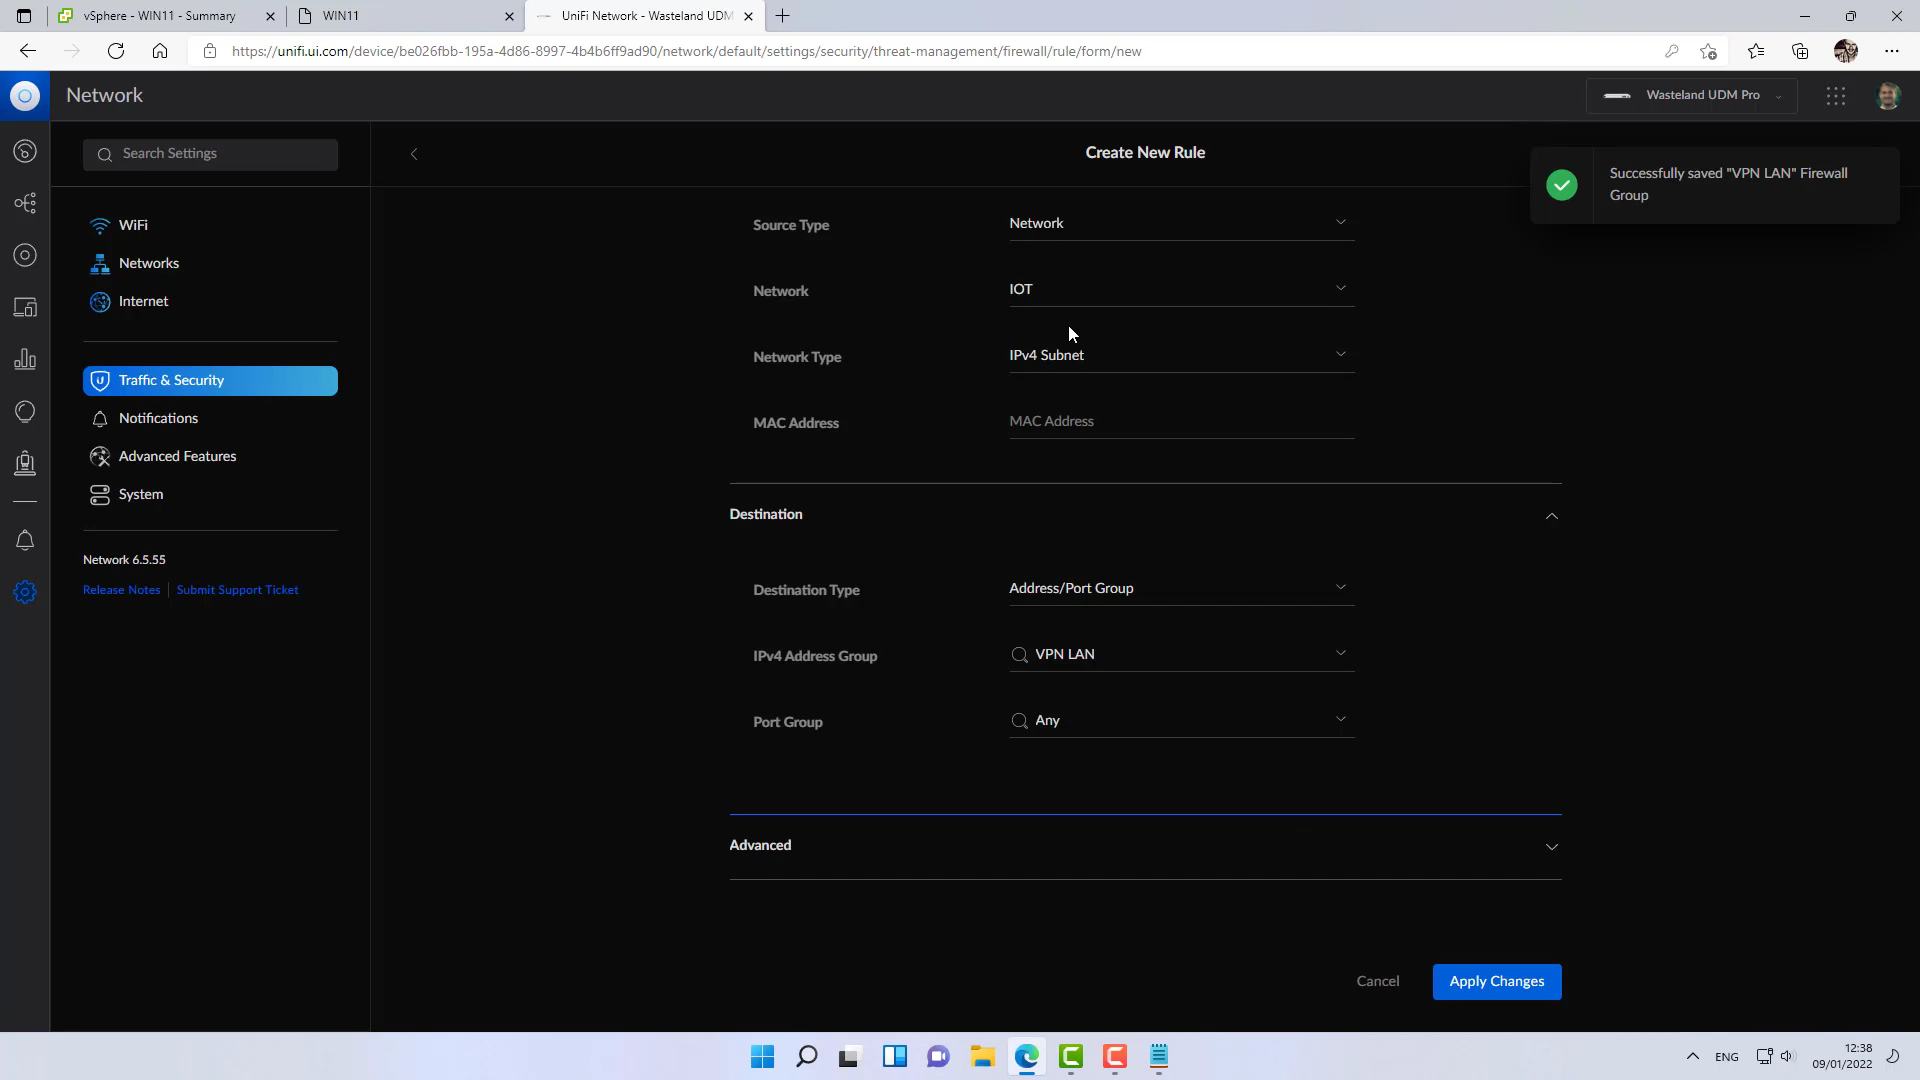 vSphere - WIN11 - Summary
WIN11
UniFi Network - Wasteland UDM
https://unifi.ui.com/device/be026fbb-195a-4d86-8997-4b4b6ff9ad90/network/default/settings/security/threat-management/firewall/rule/form/new
Network
Wasteland UDM Pro
Search Settings
Create New Rule
Successfully saved "VPN LAN" Firewall
Group
WiFi
Networks
Internet
Traffic & Security
Notifications
Advanced Features
System
Network 6.5.55
Release Notes
Submit Support Ticket
Source Type
Network
Network
IOT
Network Type
IPv4 Subnet
MAC Address
MAC Address
Destination
Destination Type
Address/Port Group
IPv4 Address Group
VPN LAN
Port Group
Any
Advanced
Cancel
Apply Changes
ENG
12:38
09/01/2022